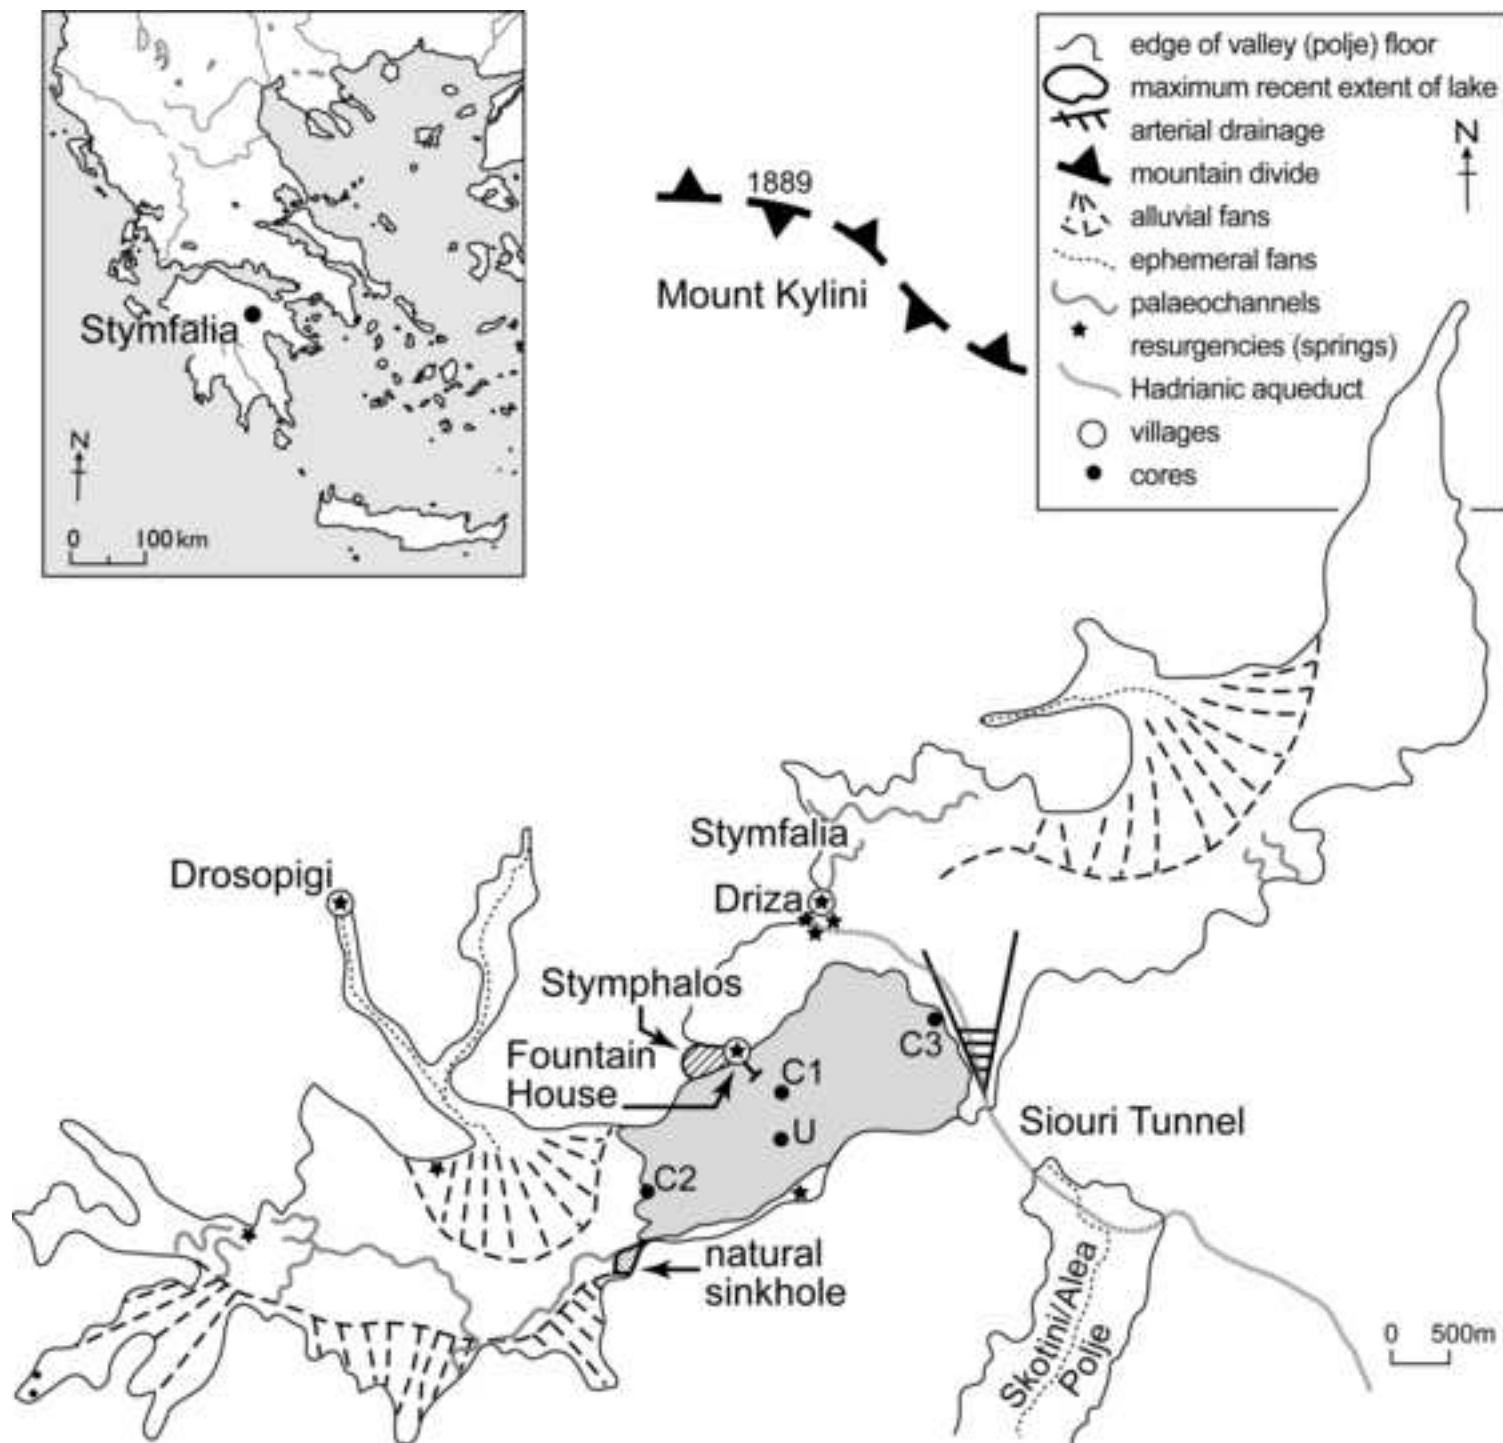 Stymfalia
N
0 100 km
1889
Mount Kylini
edge of valley (polje) floor
maximum recent extent of lake
arterial drainage
mountain divide
alluvial fans
ephemeral fans
palaeochannels
resurgencies (springs)
Hadrianic aqueduct
villages
cores
N
Stymfalia
Drosopigi
Driza
Stymphalos
Fountain
House
C1
C3
U
C2
Siouri Tunnel
natural
sinkhole
Skotini/Alea
Polje
0 500m